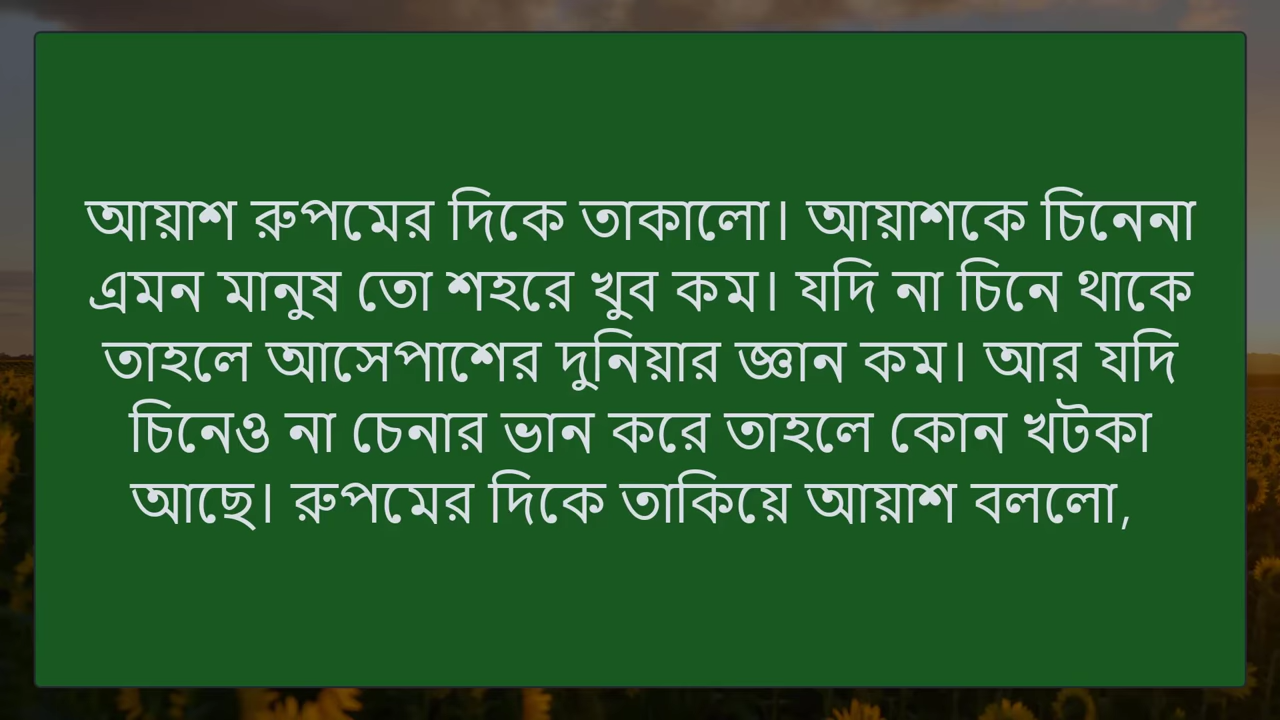 আয়াশ রুপমের দিকে তাকালো। আয়াশকে চিনেনা
এমন মানুষ তো শহরে খুব কম। যদি না চিনে থাকে
তাহলে আসেপাশের দুনিয়ার জ্ঞান কম। আর যদি
চিনেও না চেনার ভান করে তাহলে কোন খটকা
আছে। রুপমের দিকে তাকিয়ে আয়াশ বললো,